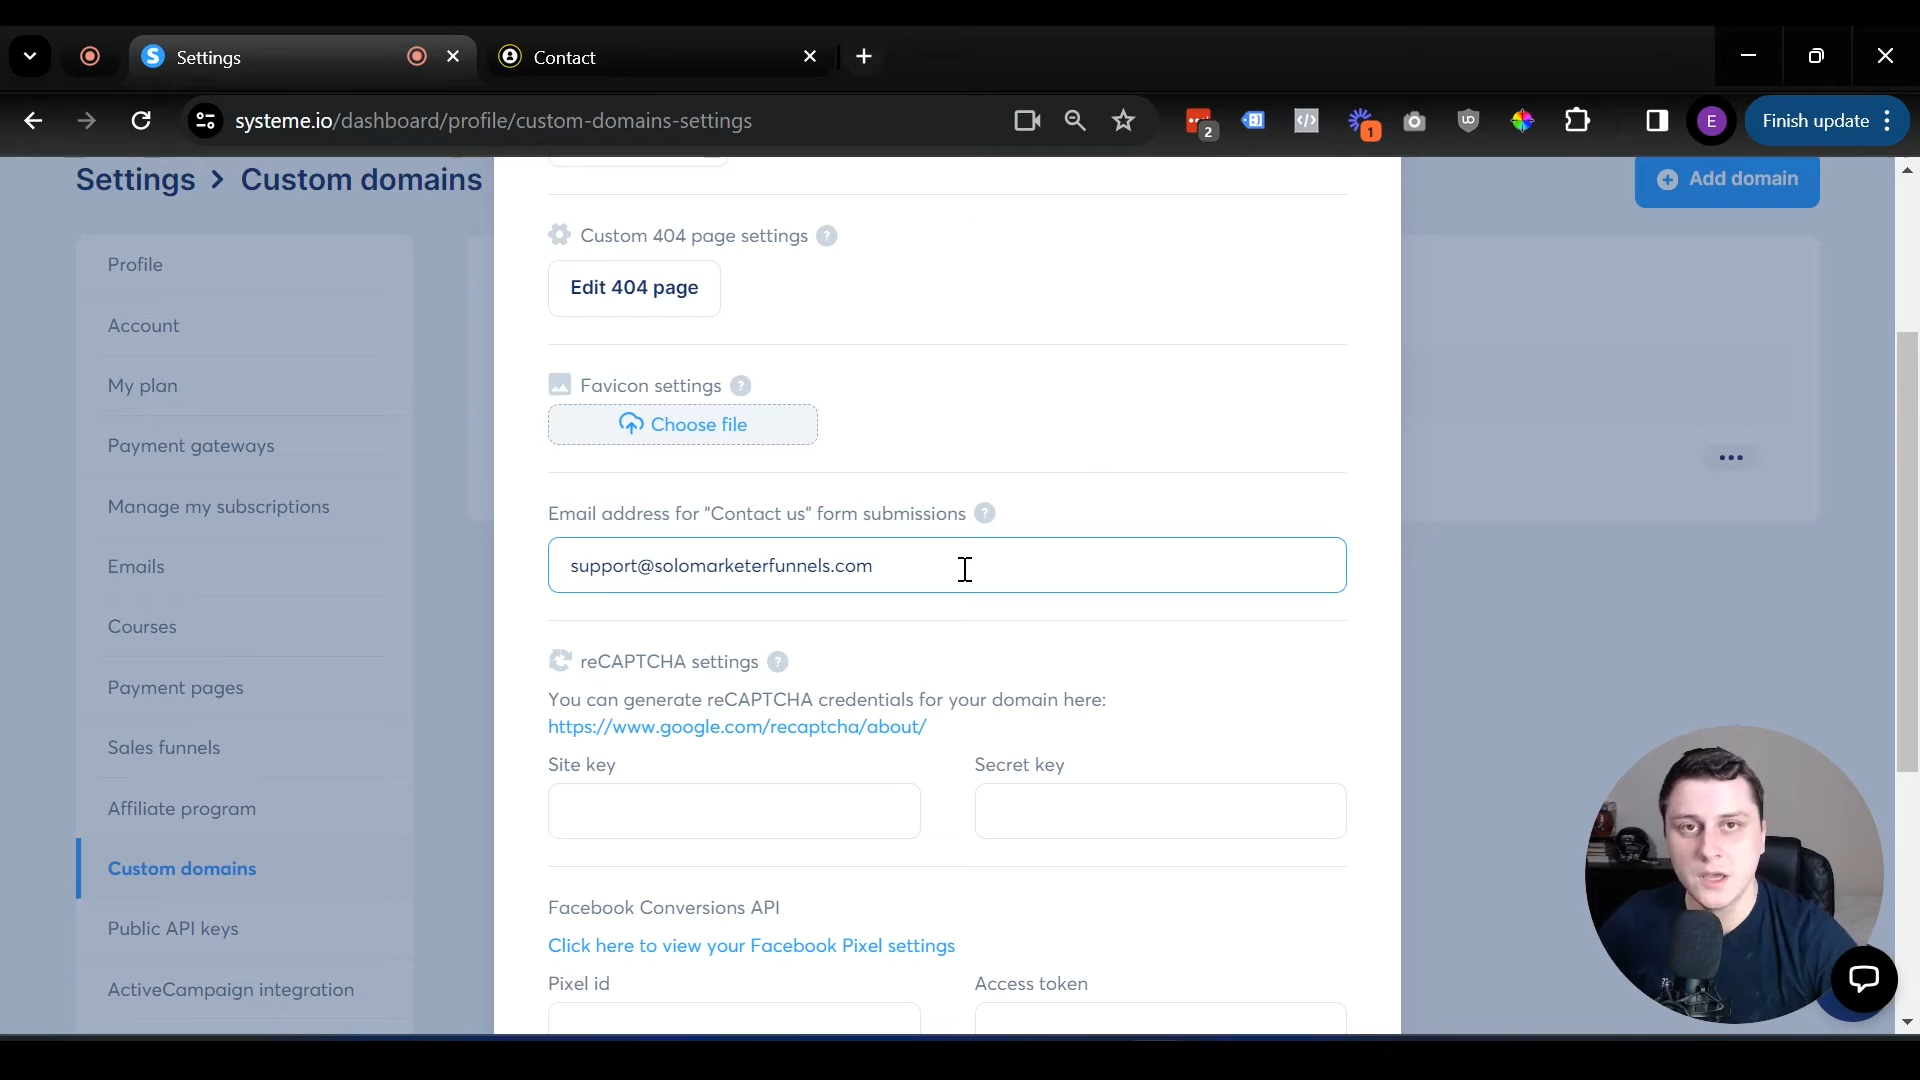 Settings
Contact
systeme.io/dashboard/profile/custom-domains-settings
2
1
E
Finish update
Settings > Custom domains
Add domain
Profile
Account
My plan
Payment gateways
Manage my subscriptions
Emails
Courses
Payment pages
Sales funnels
Affiliate program
Custom domains
Public API keys
ActiveCampaign integration
Custom 404 page settings ?
Edit 404 page
Favicon settings ?
Choose file
Email address for "Contact us" form submissions ?
support@solomarketerfunnels.com
reCAPTCHA settings ?
You can generate reCAPTCHA credentials for your domain here:
https://www.google.com/recaptcha/about/
Site key
Secret key
Facebook Conversions API
Click here to view your Facebook Pixel settings
Pixel id
Access token